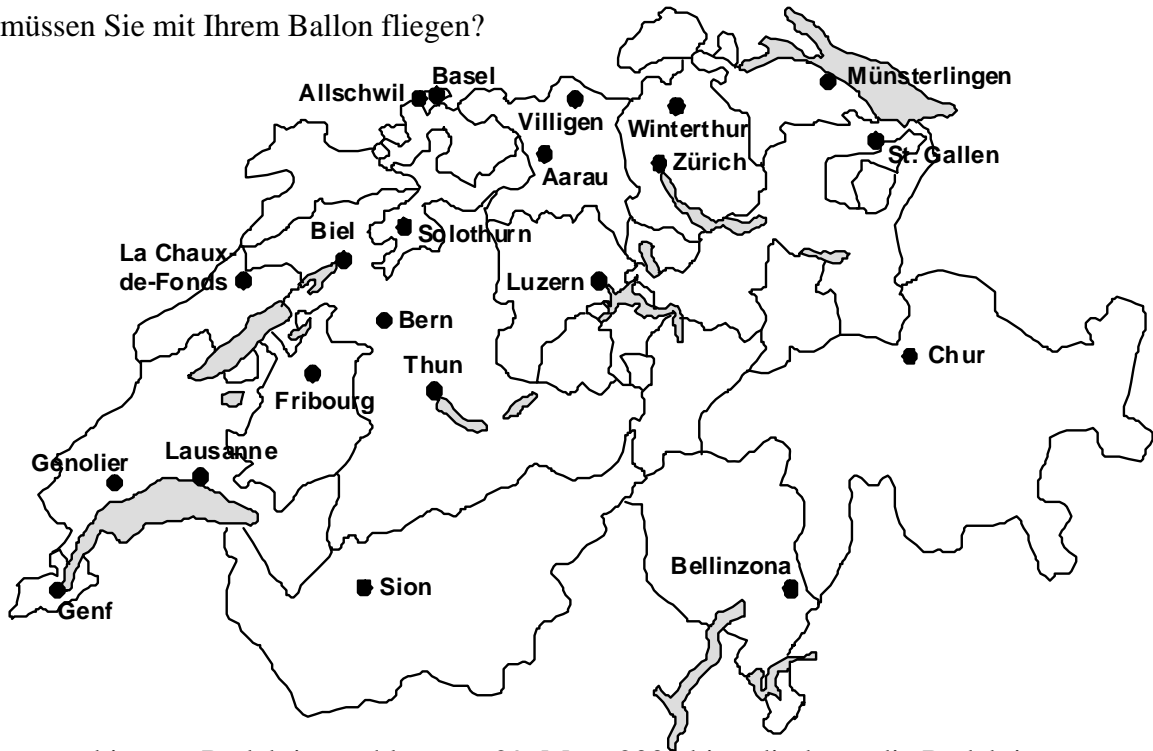 müssen Sie mit Ihrem Ballon fliegen?
Basel
Allschwil
Münsterlingen
Villigen
Winterthur
St. Gallen
Zürich
Aarau
Biel
Solothurn
La Chaux
de-Fonds
Luzern
Bern
Chur
Thun
Fribourg
Lausanne
Genolier
Bellinzona
Sion
Genf